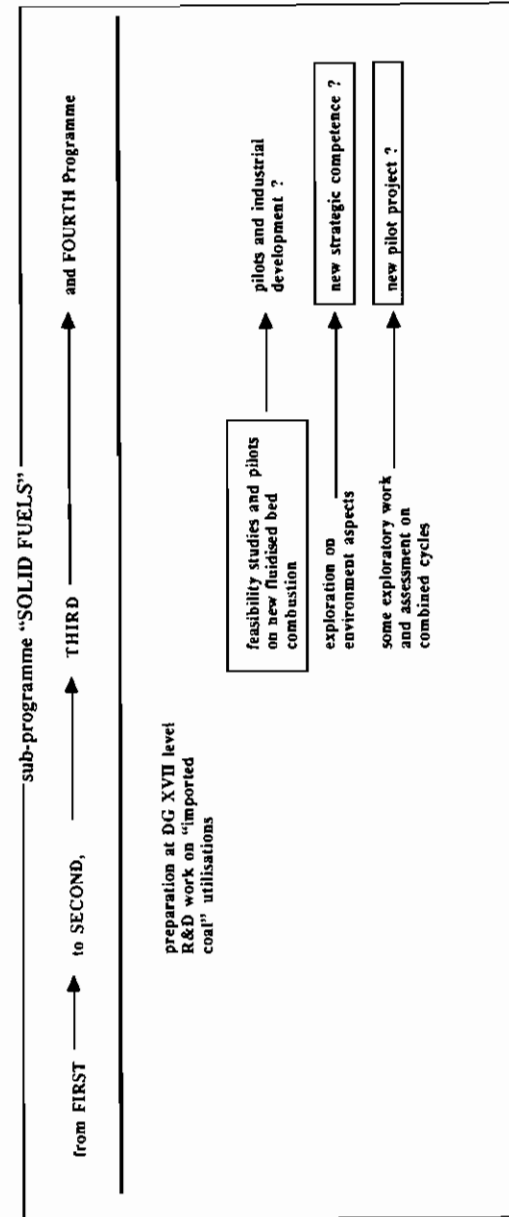 sub-programme “SOLID FUELS”
from FIRST
to SECOND,
THIRD
and FOURTH Programme
preparation at DG XVII level
R&D work on “imported
coal” utilisations
feasibility studies and pilots
on new fluidised bed
combustion
pilots and industrial
development ?
exploration on
environment aspects
new strategic competence ?
some exploratory work
and assessment on
combined cycles
new pilot project ?